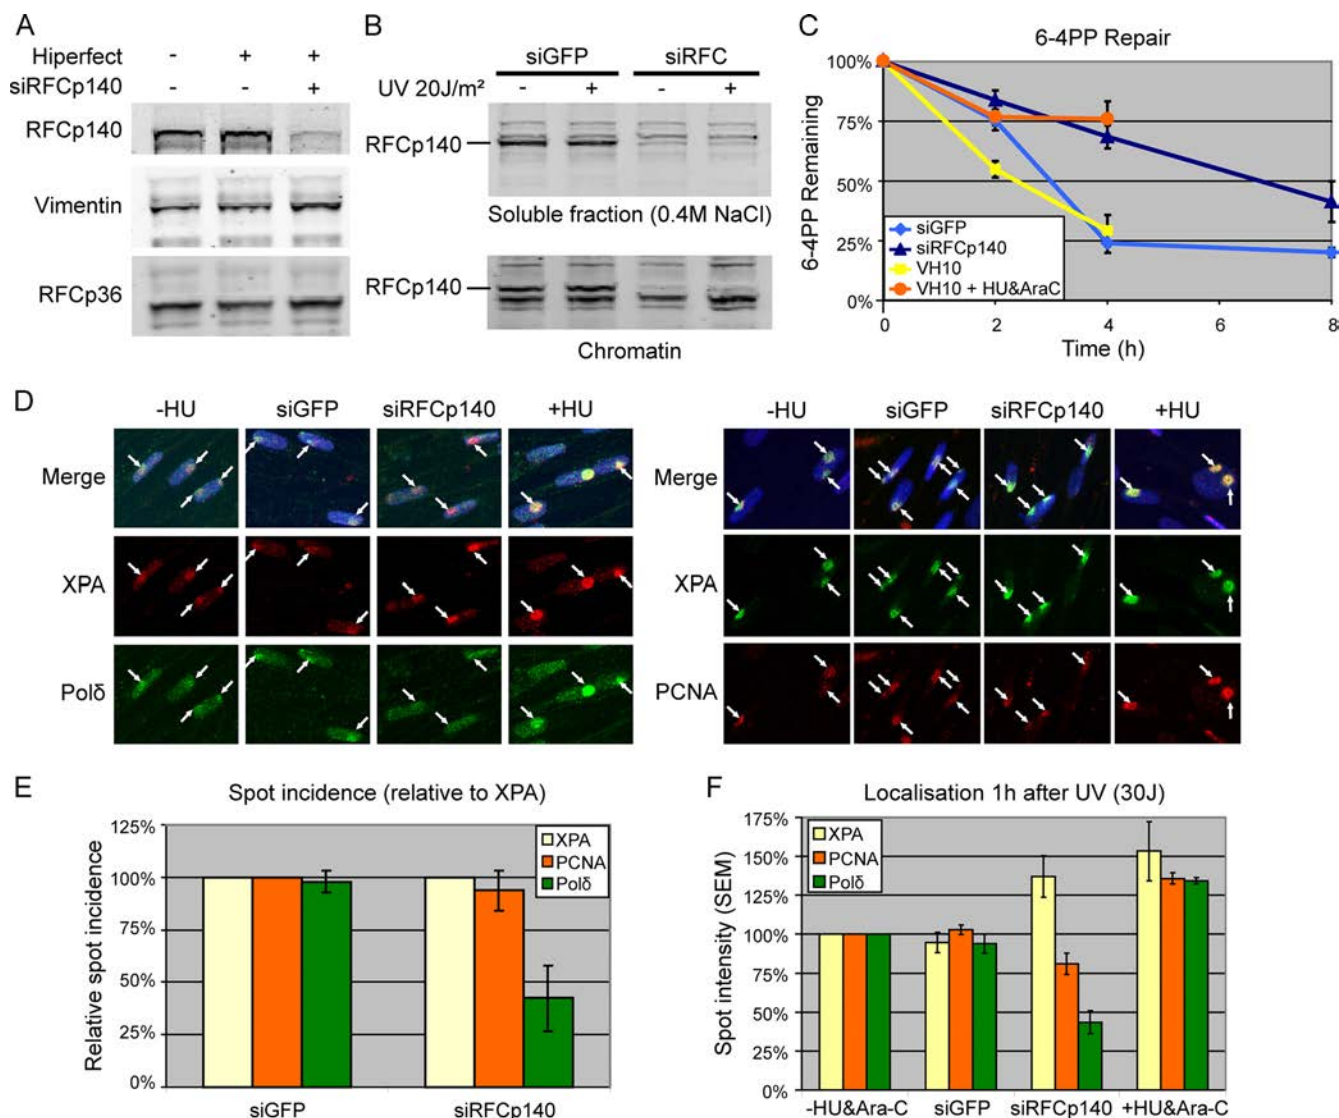 A
Hiperfect - + +
siRFCp140 - - +
RFCp140
Vimentin
RFCp36
B
siGFP siRFC
UV 20J/m² - + - +
RFCp140
Soluble fraction (0.4M NaCl)
RFCp140
Chromatin
C
6-4PP Repair
6-4PP Remaining
100%
75%
50%
25%
0%
siGFP
siRFCp140
VH10
VH10 + HU&AraC
0 2 4 6 8
Time (h)
D
-HU siGFP siRFCp140 +HU
Merge
XPA
Polδ
-HU siGFP siRFCp140 +HU
Merge
XPA
PCNA
E
Spot incidence (relative to XPA)
Relative spot incidence
125%
100%
75%
50%
25%
0%
XPA
PCNA
Polδ
siGFP siRFCp140
F
Localisation 1h after UV (30J)
Spot intensity (SEM)
175%
150%
125%
100%
75%
50%
25%
0%
XPA
PCNA
Polδ
-HU&Ara-C siGFP siRFCp140 +HU&Ara-C